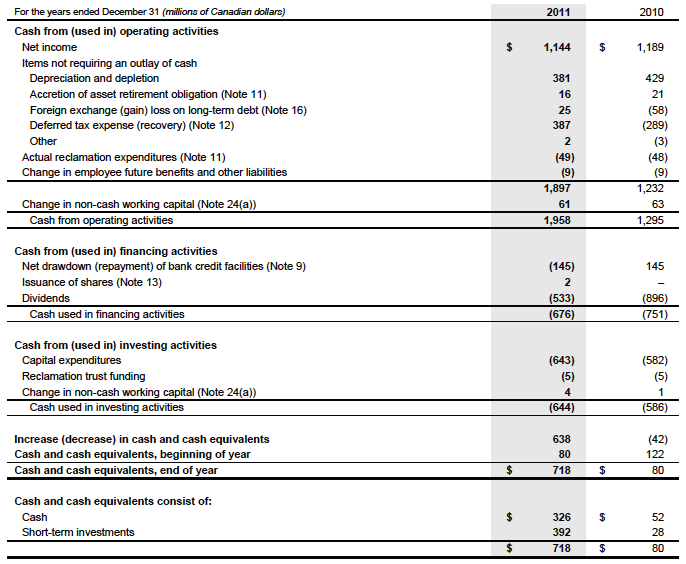 For the years ended December 31 (millions of Canadian dollars) 2011 2010
Cash from (used in) operating activities
Net income $ 1,144 $ 1,189
Items not requiring an outlay of cash
Depreciation and depletion 381 429
Accretion of asset retirement obligation (Note 11) 16 21
Foreign exchange (gain) loss on long-term debt (Note 16) 25 (58)
Deferred tax expense (recovery) (Note 12) 387 (289)
Other 2 (3)
Actual reclamation expenditures (Note 11) (49) (48)
Change in employee future benefits and other liabilities (9) (9)
1,897 1,232
Change in non-cash working capital (Note 24(a)) 61 63
Cash from operating activities 1,958 1,295
Cash from (used in) financing activities
Net drawdown (repayment) of bank credit facilities (Note 9) (145) 145
Issuance of shares (Note 13) 2 –
Dividends (533) (896)
Cash used in financing activities (676) (751)
Cash from (used in) investing activities
Capital expenditures (643) (582)
Reclamation trust funding (5) (5)
Change in non-cash working capital (Note 24(a)) 4 1
Cash used in investing activities (644) (586)
Increase (decrease) in cash and cash equivalents 638 (42)
Cash and cash equivalents, beginning of year 80 122
Cash and cash equivalents, end of year $ 718 $ 80
Cash and cash equivalents consist of:
Cash $ 326 $ 52
Short-term investments 392 28
$ 718 $ 80